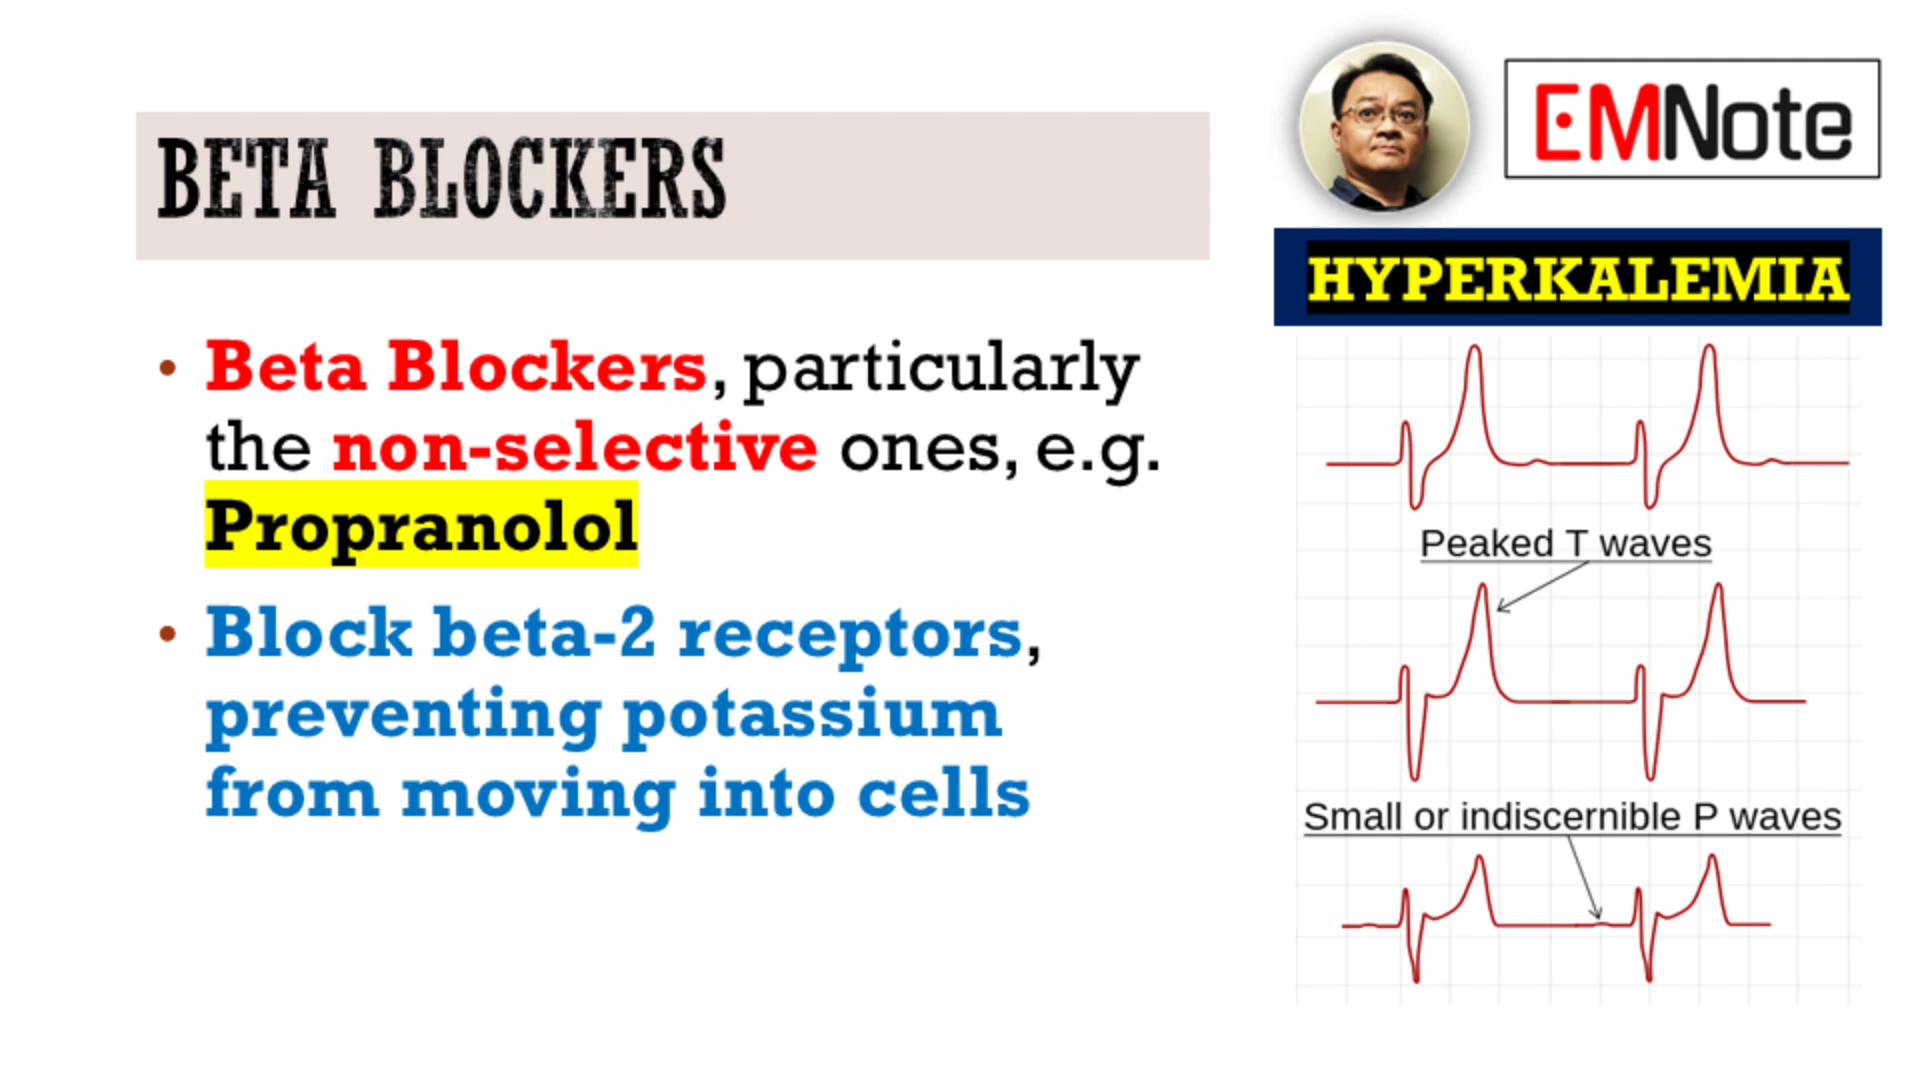 BETA BLOCKERS
• Beta Blockers, particularly
the non-selective ones, e.g.
Propranolol
• Block beta-2 receptors,
preventing potassium
from moving into cells
EMNote
HYPERKALEMIA
Peaked T waves
Small or indiscernible P waves